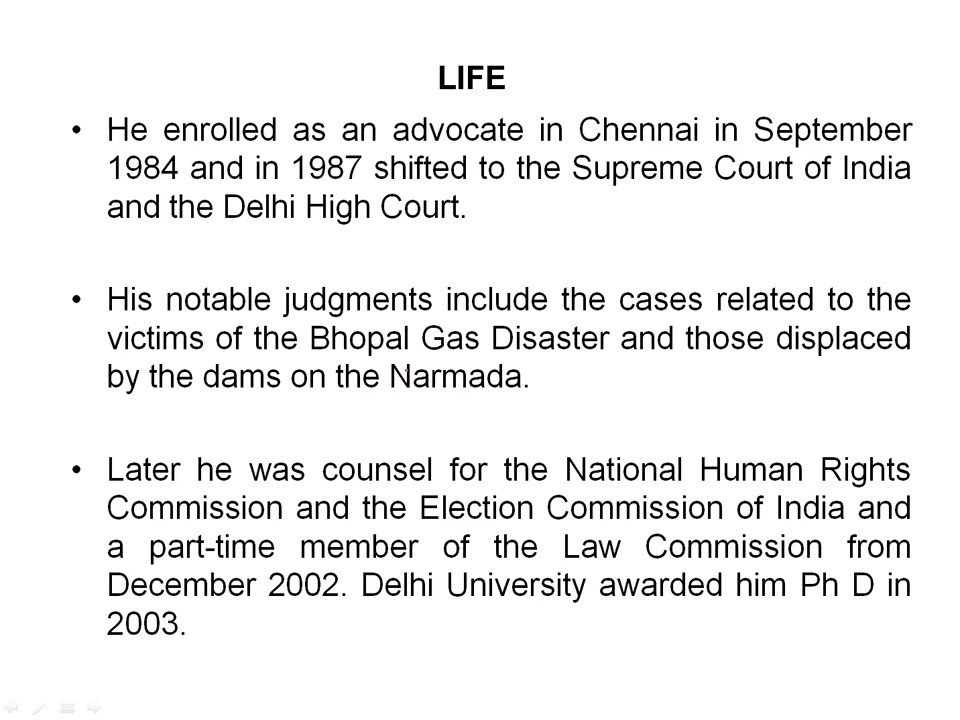 LIFE
• He enrolled as an advocate in Chennai in September
1984 and in 1987 shifted to the Supreme Court of India
and the Delhi High Court.
• His notable judgments include the cases related to the
victims of the Bhopal Gas Disaster and those displaced
by the dams on the Narmada.
• Later he was counsel for the National Human Rights
Commission and the Election Commission of India and
a part-time member of the Law Commission from
December 2002. Delhi University awarded him Ph D in
2003.